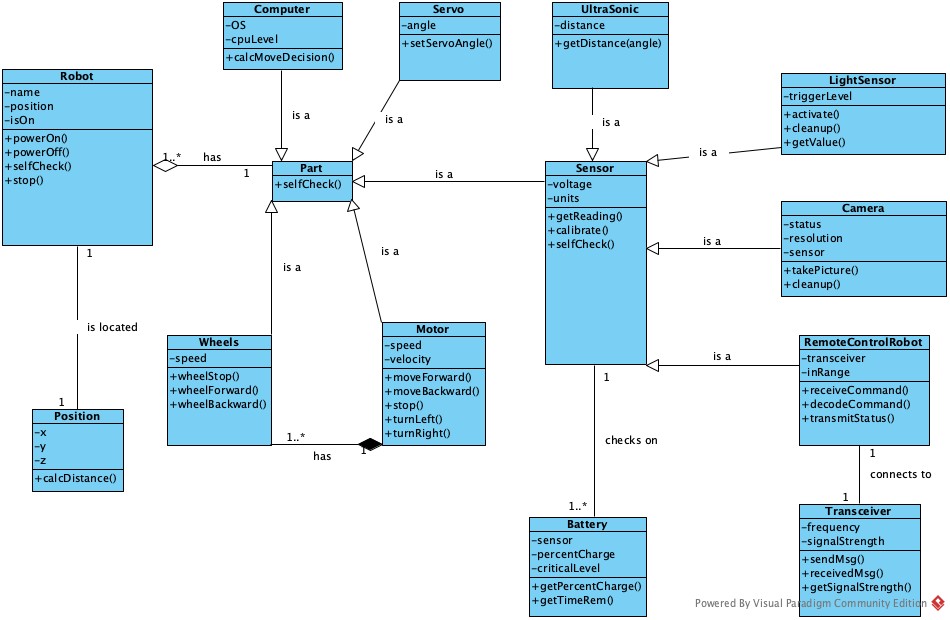 Computer
-OS
-cpuLevel
+calcMoveDecision()
Servo
-angle
+setServoAngle()
UltraSonic
-distance
+getDistance(angle)
Robot
-name
-position
-isOn
+powerOn()
+powerOff()
+selfCheck()
+stop()
LightSensor
-triggerLevel
+activate()
+cleanup()
+getValue()
is a
is a
is a
is a
1..*
has
1
Part
+selfCheck()
is a
Sensor
-voltage
-units
+getReading()
+calibrate()
+selfCheck()
Camera
-status
-resolution
-sensor
+takePicture()
+cleanup()
is a
1
is a
is a
is located
1
Position
-x
-y
-z
+calcDistance()
Wheels
-speed
+wheelStop()
+wheelForward()
+wheelBackward()
Motor
-speed
-velocity
+moveForward()
+moveBackward()
+stop()
+turnLeft()
+turnRight()
1..*
1
has
is a
RemoteControlRobot
-transceiver
-inRange
+receiveCommand()
+decodeCommand()
+transmitStatus()
1
checks on
1..*
Battery
-sensor
-percentCharge
-criticalLevel
+getPercentCharge()
+getTimeRem()
1
connects to
1
Transceiver
-frequency
-signalStrength
+sendMsg()
+receivedMsg()
+getSignalStrength()
Powered By Visual Paradigm Community Edition